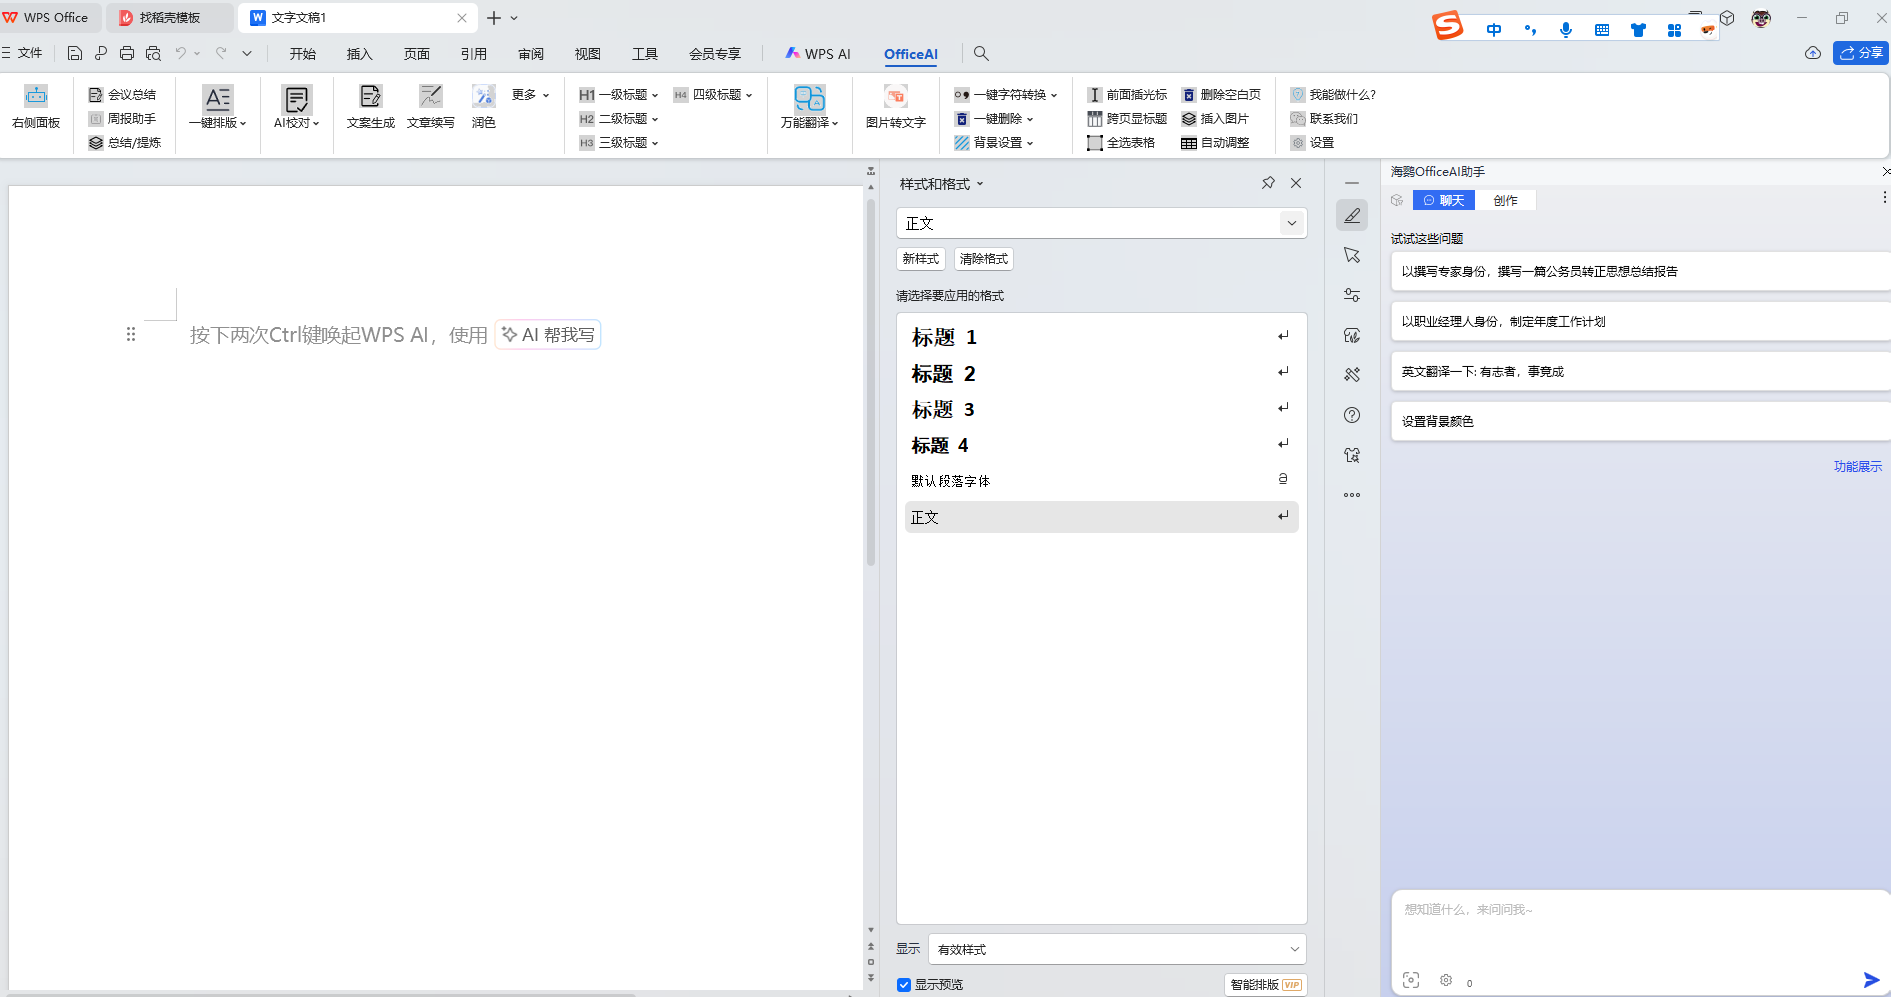 WPS Office 找稻壳模板 文字文稿1
中
文件 开始 插入 页面 引用 审阅 视图 工具 会员专享 WPS AI OfficeAI 分享
右侧面板
会议总结
周报助手
总结/提炼
一键排版
AI校对
文案生成 文章续写 润色 更多
H1 一级标题 H4 四级标题
H2 二级标题
H3 三级标题
万能翻译
图片转文字
一键字符转换
一键删除
背景设置
前面插光标 删除空白页
跨页显标题 插入图片
全选表格 自动调整
我能做什么?
联系我们
设置
按下两次Ctrl键唤起WPS AI，使用 AI 帮我写
样式和格式
正文
新样式 清除格式
请选择要应用的格式
标题 1
标题 2
标题 3
标题 4
默认段落字体 a
正文
显示 有效样式
显示预览 智能排版 VIP
海鹦OfficeAI助手
聊天 创作
试试这些问题
以撰写专家身份，撰写一篇公务员转正思想总结报告
以职业经理人身份，制定年度工作计划
英文翻译一下: 有志者，事竟成
设置背景颜色
功能展示
想知道什么，来问问我~
0